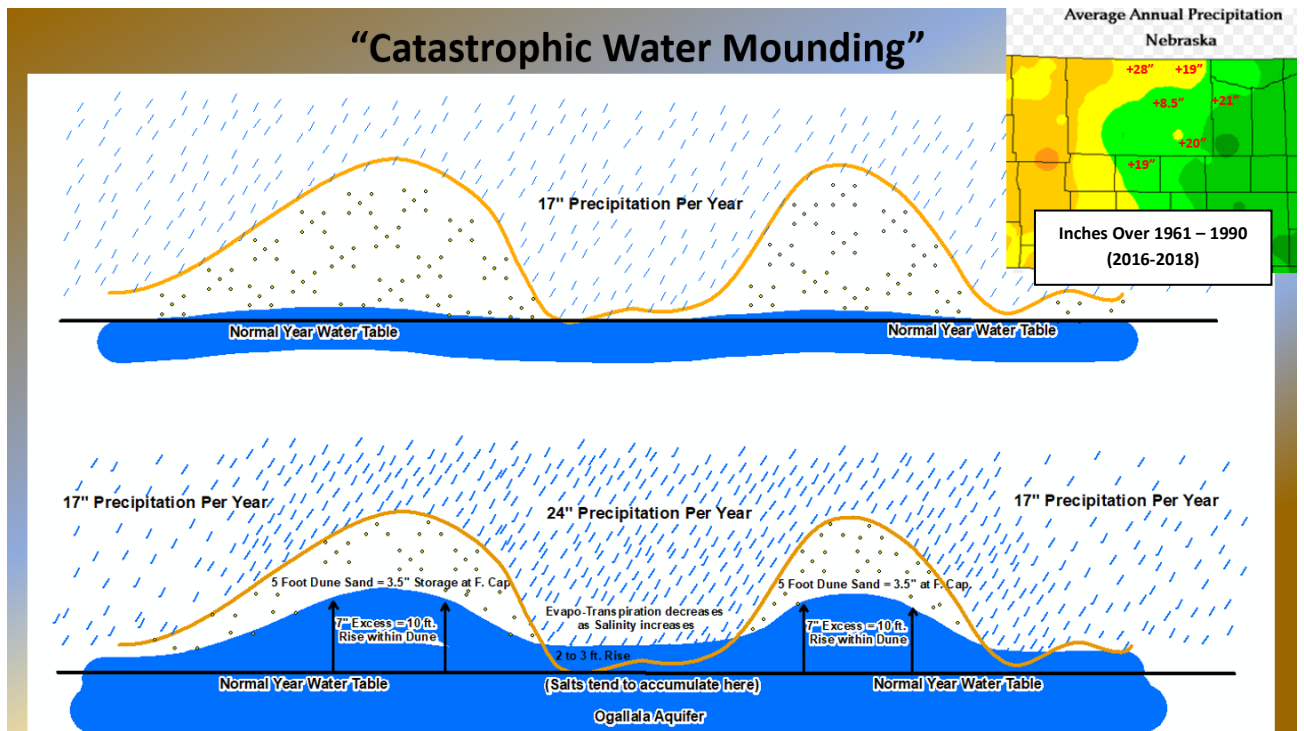 “Catastrophic Water Mounding”
Average Annual Precipitation
Nebraska
+28”
+19”
+8.5”
+21”
+20”
+19”
Inches Over 1961 – 1990
(2016-2018)
17" Precipitation Per Year
Normal Year Water Table
Normal Year Water Table
17" Precipitation Per Year
24" Precipitation Per Year
17" Precipitation Per Year
5 Foot Dune Sand = 3.5" Storage at F. Cap.
5 Foot Dune Sand = 3.5" at F. Cap.
Evapo-Transpiration decreases
as Salinity increases
7" Excess = 10 ft.
Rise within Dune
7" Excess = 10 ft.
Rise within Dune
2 to 3 ft. Rise
Normal Year Water Table
(Salts tend to accumulate here)
Normal Year Water Table
Ogallala Aquifer